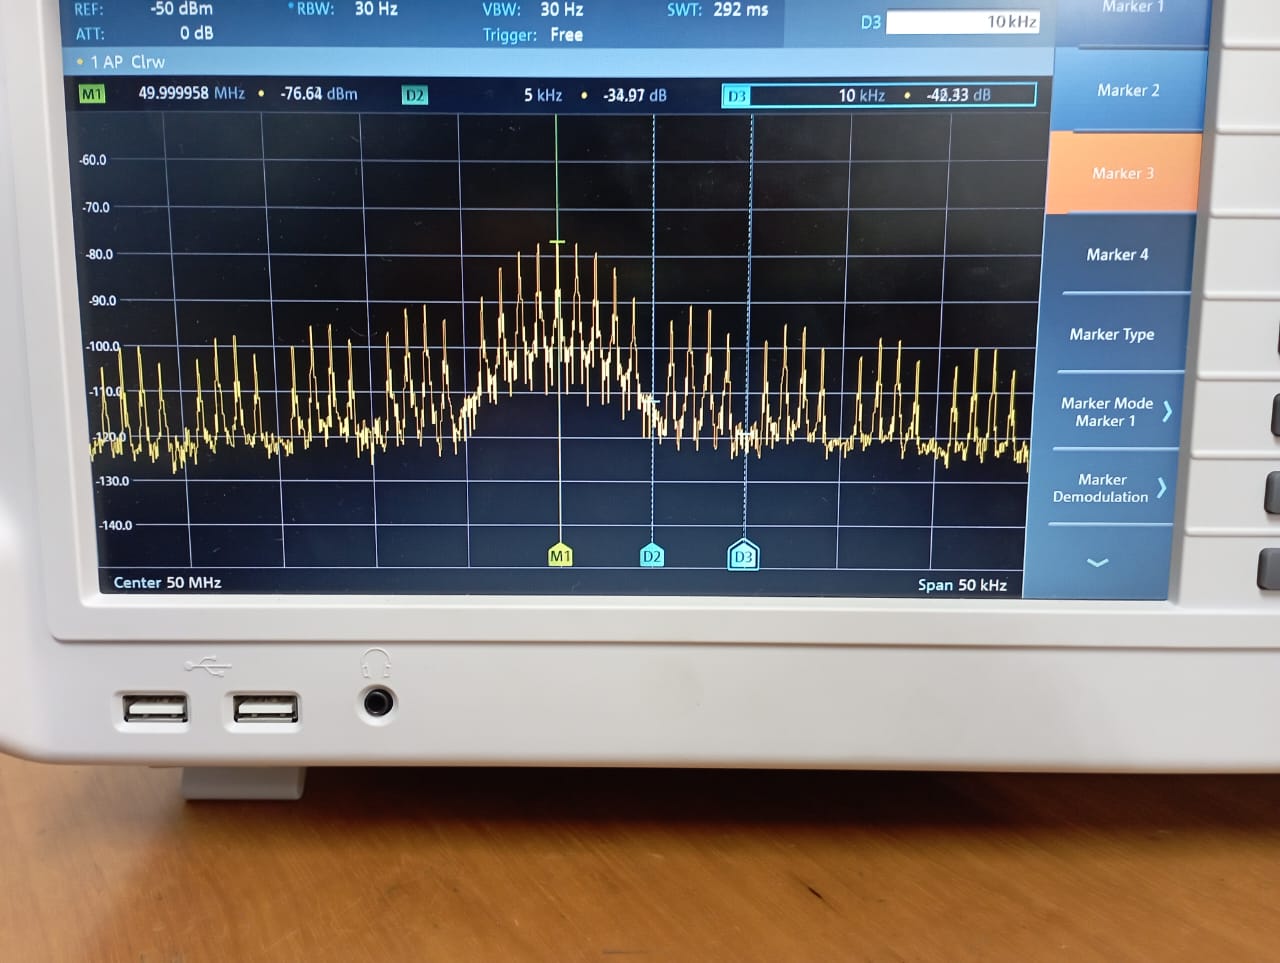 REF: -50 dBm * RBW: 30 Hz VBW: 30 Hz SWT: 292 ms
ATT: 0 dB Trigger: Free D3 10kHz
1 AP Clrw
M1 49.999958 MHz • -76.64 dBm D2 5 kHz • -34.97 dB D3 10 kHz • dB
-60.0
-70.0
-80.0
-90.0
-100.0
-110.0
-120.0
-130.0
-140.0
M1 D2 D3
Center 50 MHz Span 50 kHz
Marker 1
Marker 2
Marker 3
Marker 4
Marker Type
Marker Mode
Marker 1
Marker
Demodulation